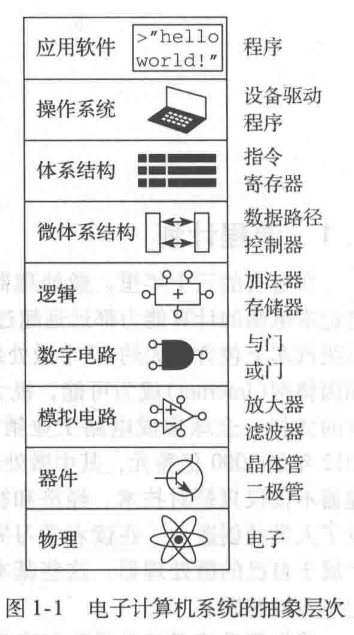 应用软件 >"hello 程序
world!"
操作系统 设备驱动
程序
体系结构 指令
寄存器
微体系结构 数据路径
控制器
逻辑 + 加法器
存储器
数字电路 与门
或门
模拟电路 + - 放大器
滤波器
器件 晶体管
二极管
物理 电子
图 1-1 电子计算机系统的抽象层次